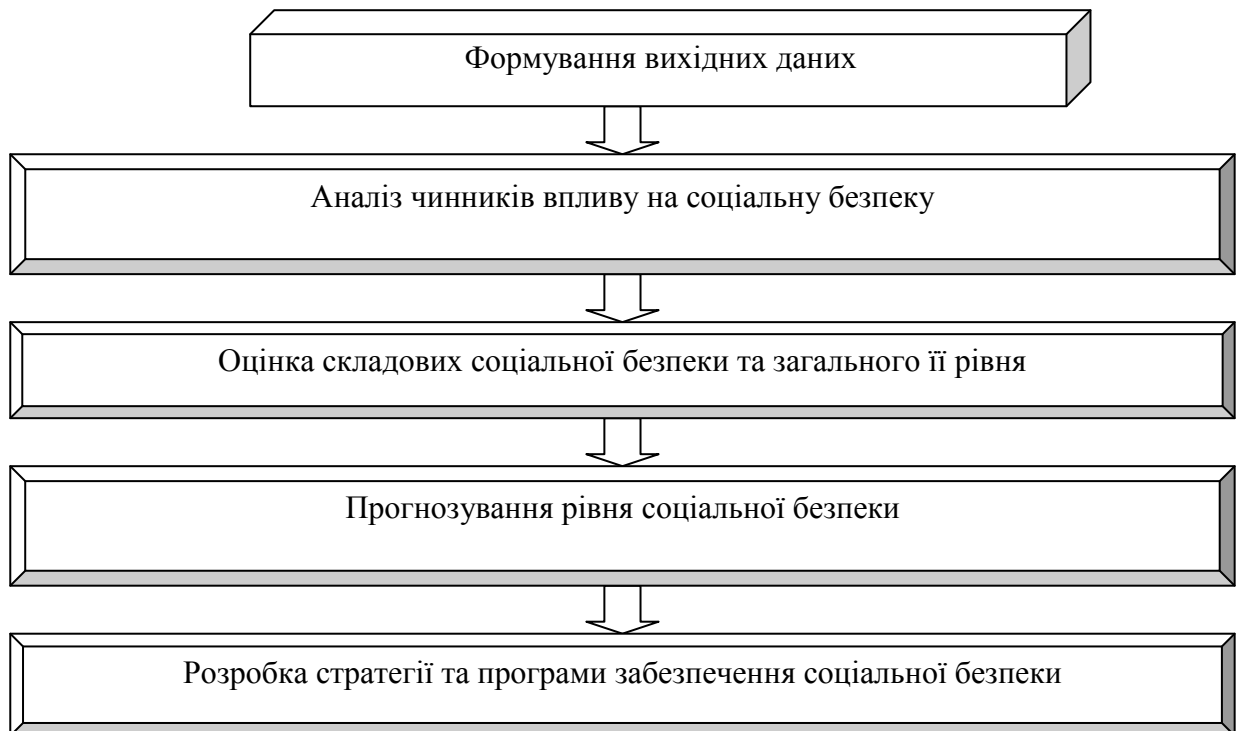 Формування вихідних даних
Аналіз чинників впливу на соціальну безпеку
Оцінка складових соціальної безпеки та загального її рівня
Прогнозування рівня соціальної безпеки
Розробка стратегії та програми забезпечення соціальної безпеки